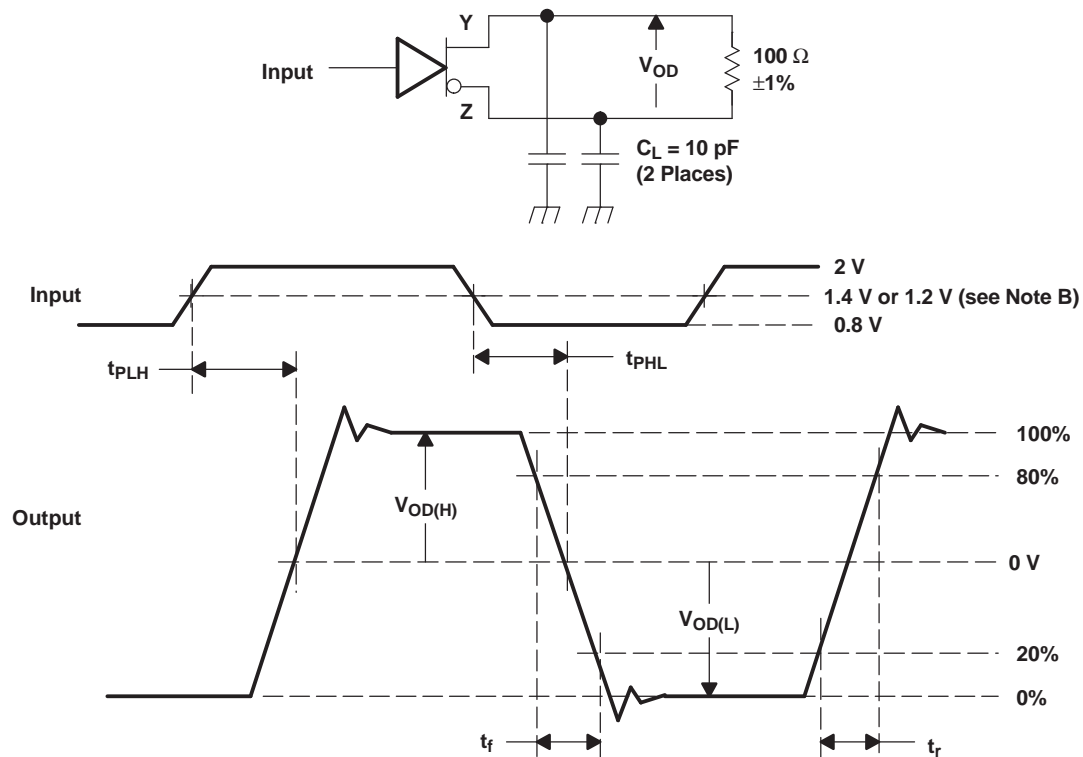 Y
Input
V_OD
100 Ω
±1%
Z
C_L = 10 pF
(2 Places)
2 V
Input
1.4 V or 1.2 V (see Note B)
0.8 V
t_PLH
t_PHL
100%
80%
V_OD(H)
Output
0 V
V_OD(L)
20%
0%
t_f
t_r